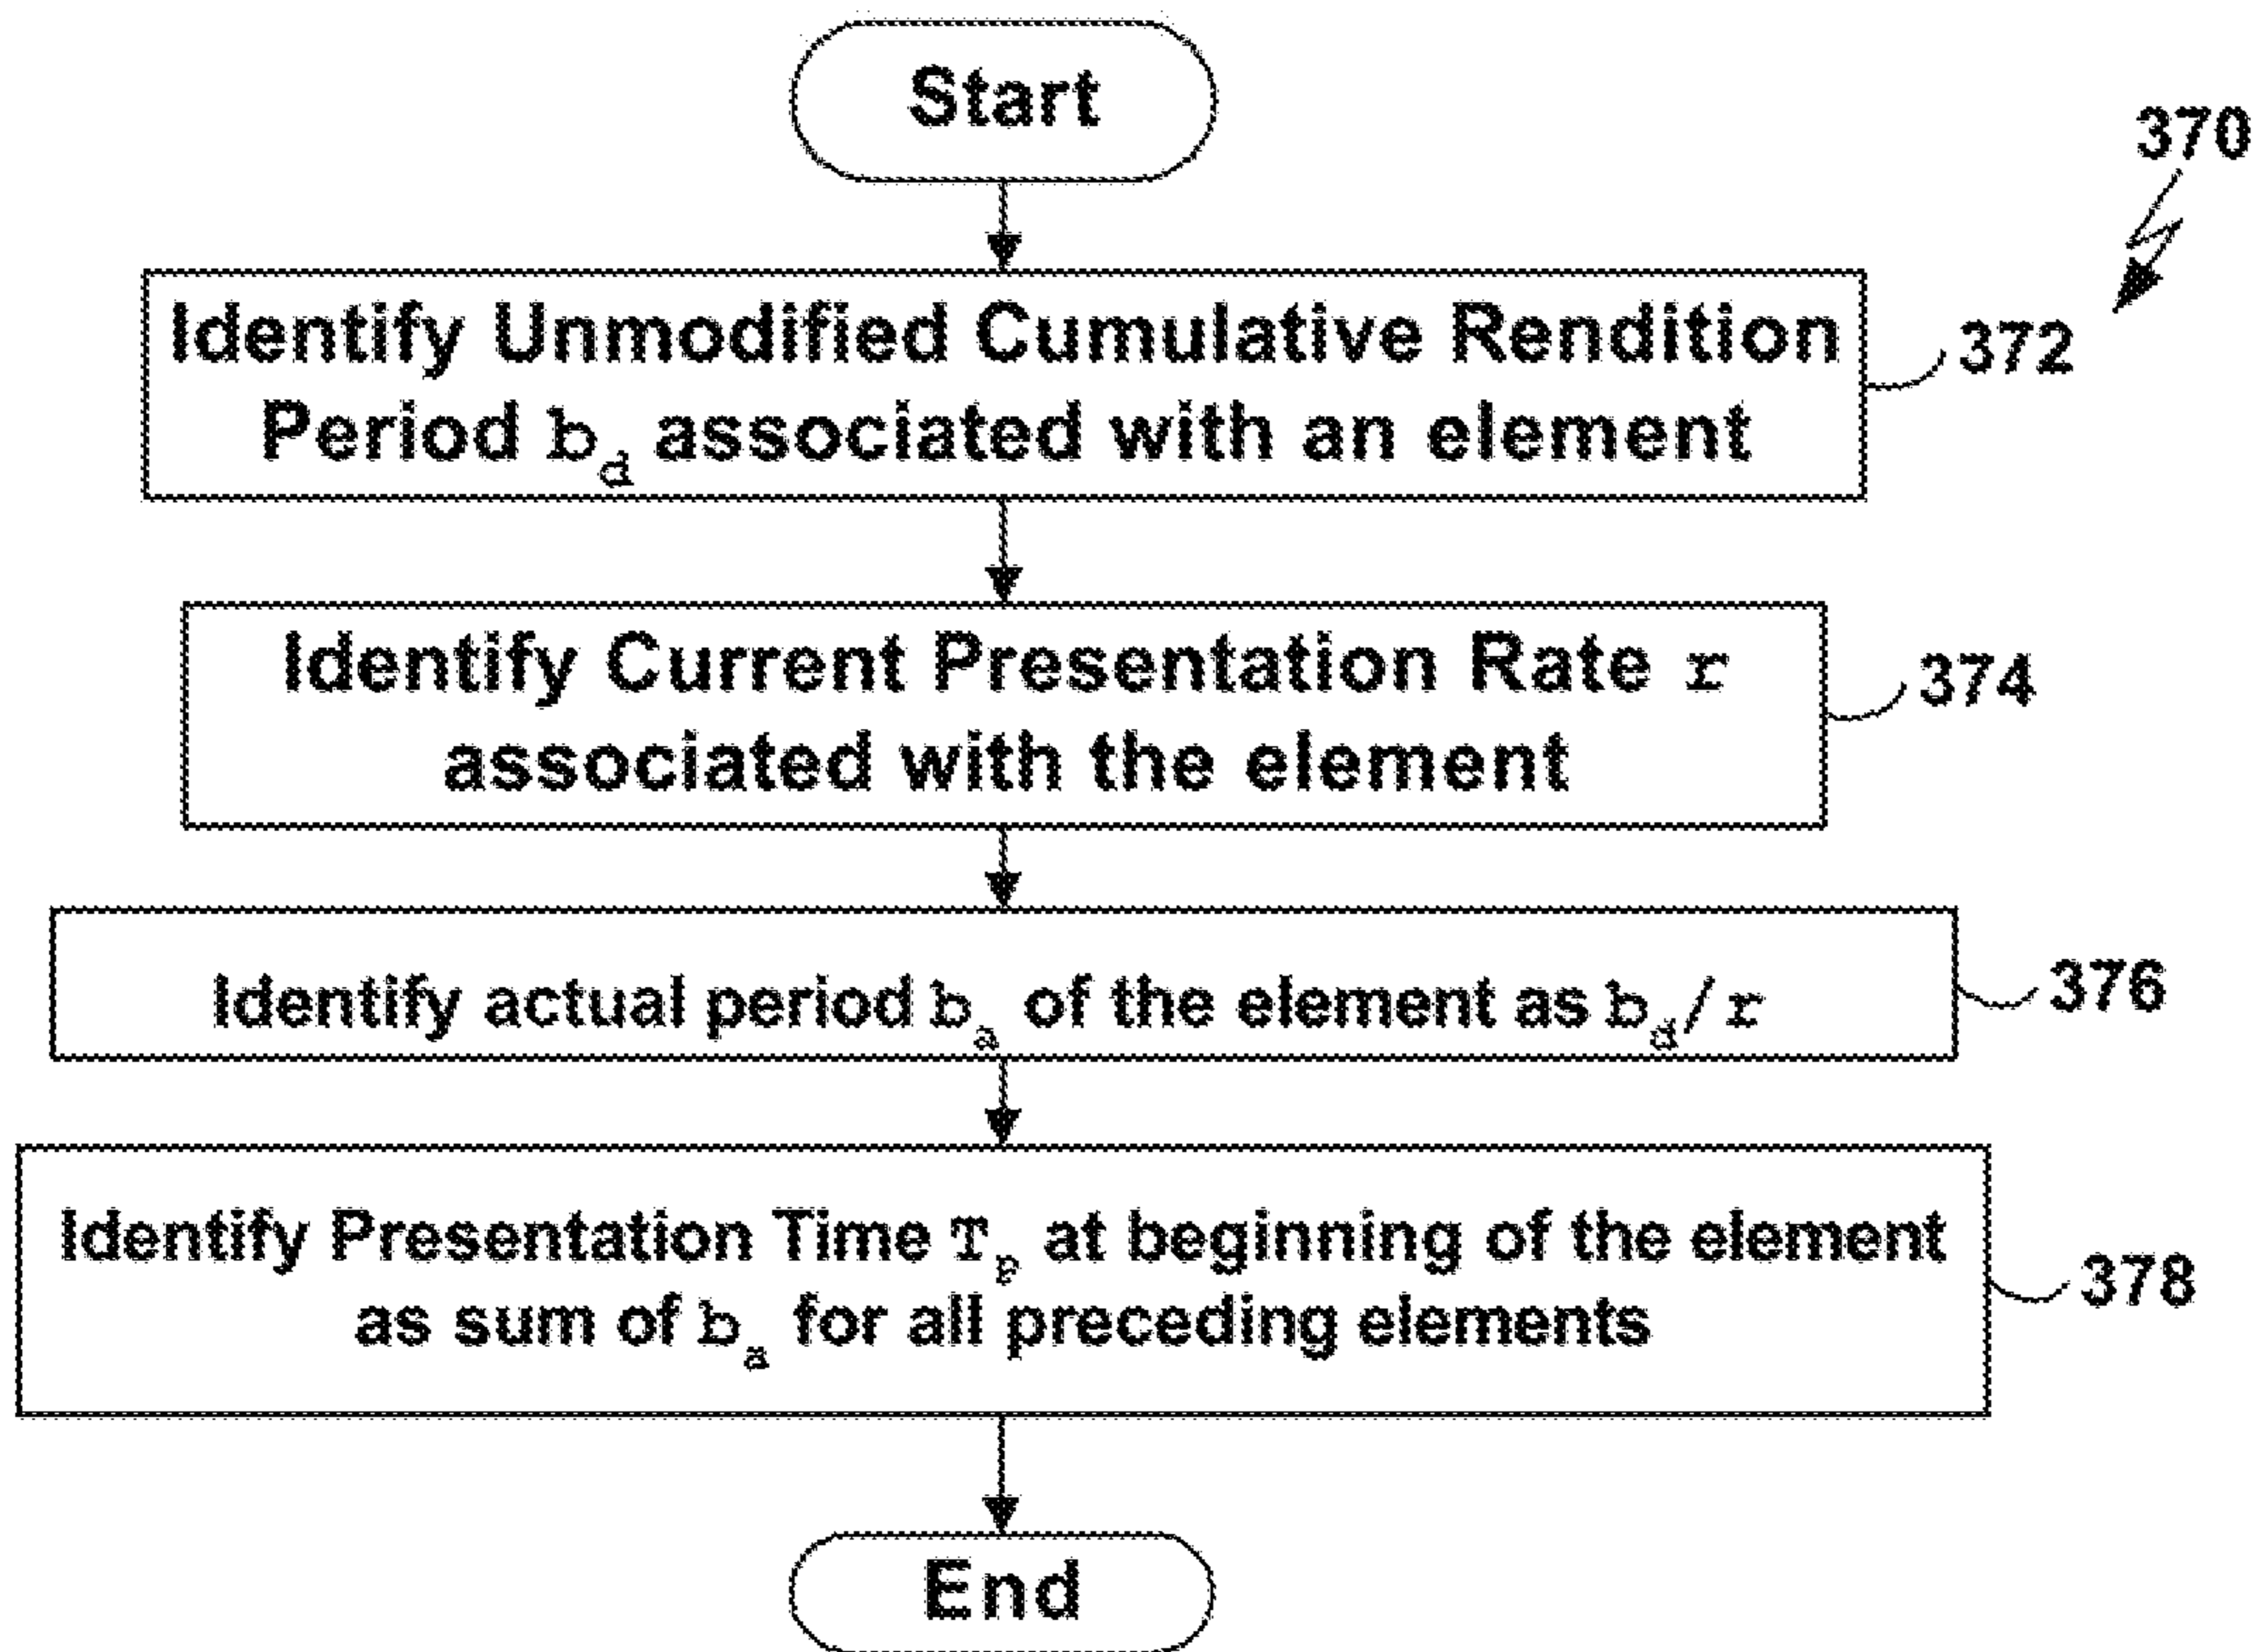 Start
370
Identify Unmodified Cumulative Rendition
Period b_d associated with an element
372
Identify Current Presentation Rate r
associated with the element
374
Identify actual period b_a of the element as b_d/r
376
Identify Presentation Time T_p at beginning of the element
as sum of b_a for all preceding elements
378
End